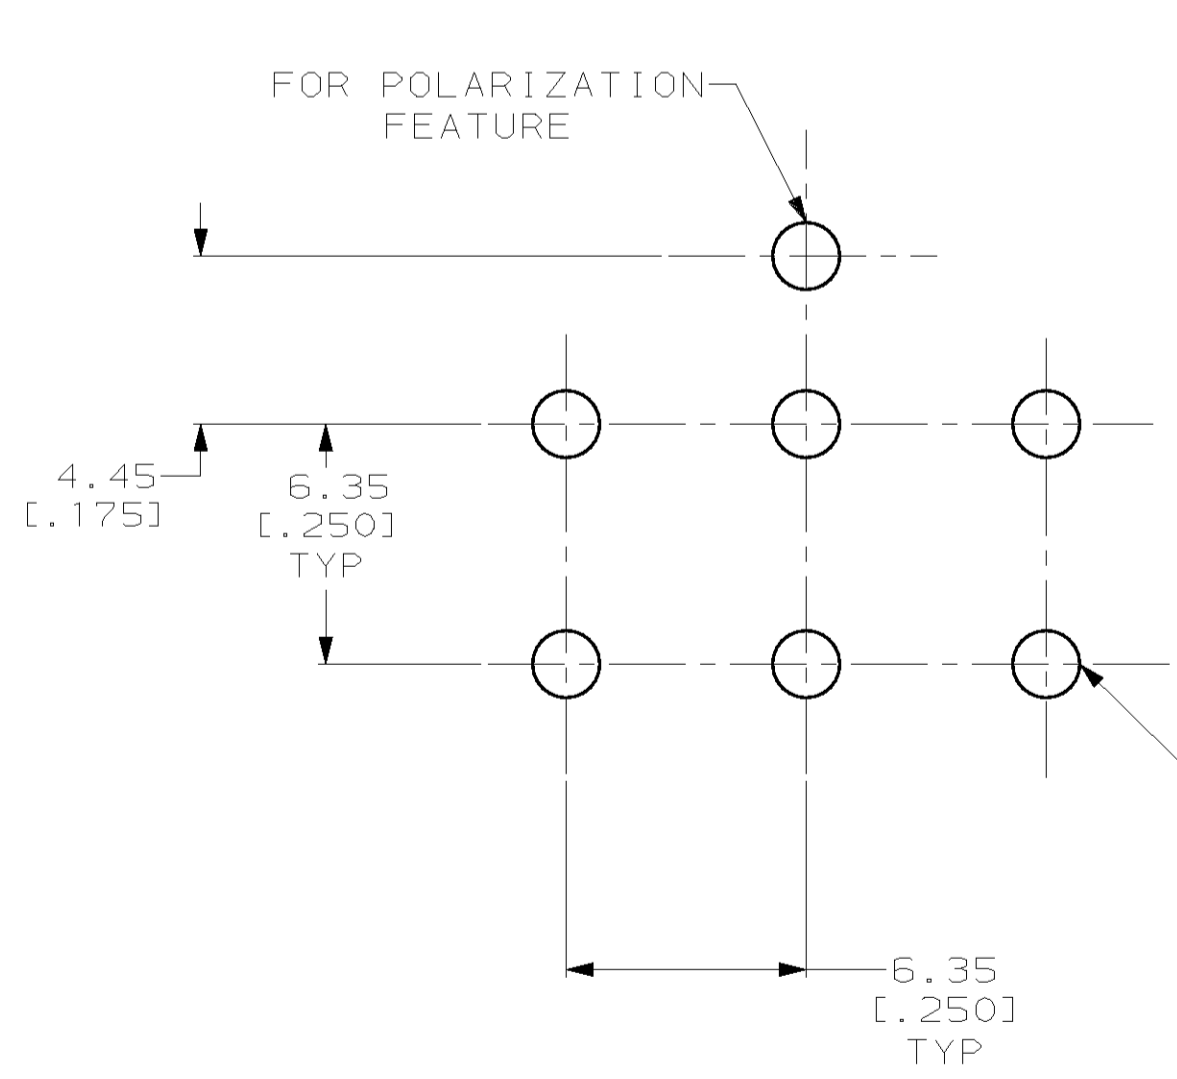 FOR POLARIZATION
FEATURE
4.45
[.175]
6.35
[.250]
TYP
6.35
[.250]
TYP